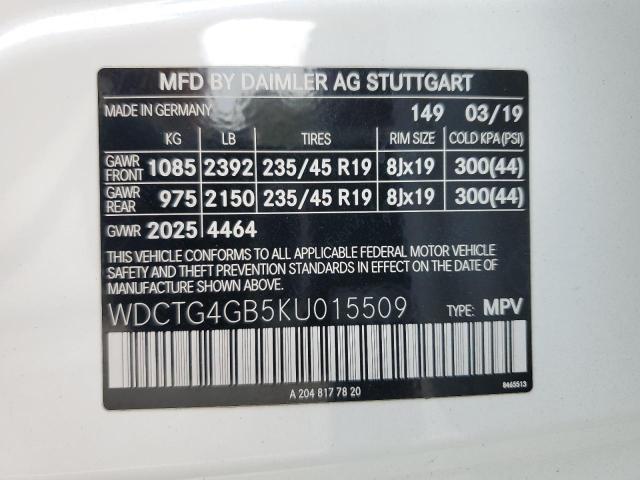 MFD BY DAIMLER AG STUTTGART
MADE IN GERMANY 149 03/19
KG LB TIRES RIM SIZE COLD KPA(PSI)
GAWR FRONT 1085 2392 235/45 R19 8Jx19 300(44)
GAWR REAR 975 2150 235/45 R19 8Jx19 300(44)
GVWR 2025 4464
THIS VEHICLE CONFORMS TO ALL APPLICABLE FEDERAL MOTOR VEHICLE
SAFETY AND THEFT PREVENTION STANDARDS IN EFFECT ON THE DATE OF
MANUFACTURE SHOWN ABOVE.
WDCTG4GB5KU015509 TYPE: MPV
A 204 817 78 20 8465513